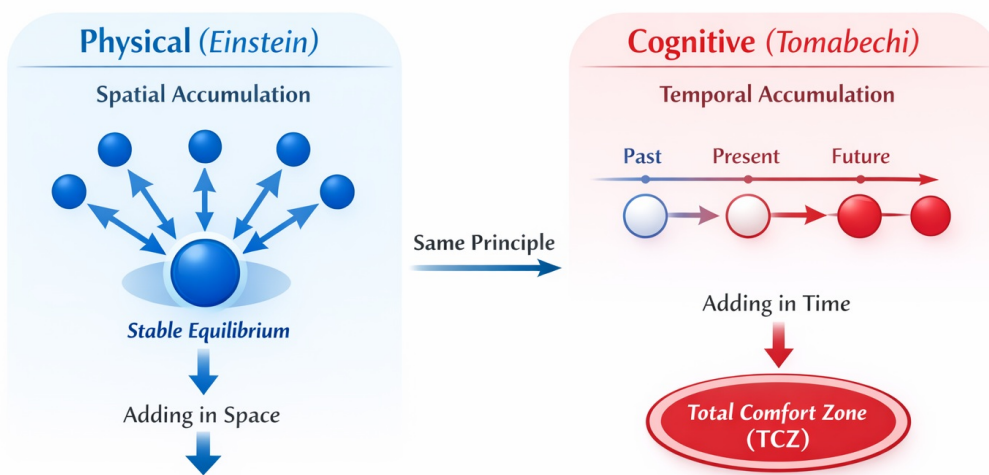 Physical (Einstein)
Spatial Accumulation
Stable Equilibrium
Adding in Space
Same Principle
Cognitive (Tomabechi)
Temporal Accumulation
Past Present Future
Adding in Time
Total Comfort Zone
(TCZ)